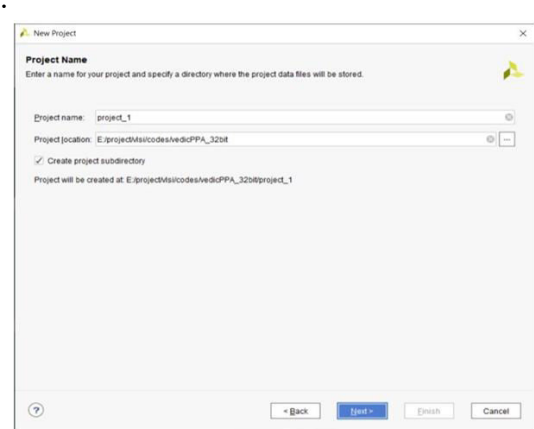 •
New Project
Project Name
Enter a name for your project and specify a directory where the project data files will be stored.
Project name: project_1
Project location: E:/project/vlsi/codes/vedicPPA_32bit
Create project subdirectory
Project will be created at: E:/project/vlsi/codes/vedicPPA_32bit/project_1
?
< Back
Next >
Finish
Cancel